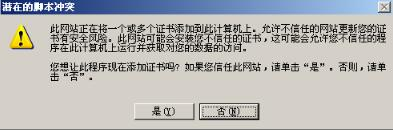 潜在的脚本冲突
此网站正在将一个或多个证书添加到此计算机上。允许不信任的网站更新您的证
书有安全风险。此网站可能会安装您不信任的证书,这可能会允许您不信任的程
序在此计算机上运行并获取对您的数据的访问。
您想让此程序现在添加证书吗? 如果您信任此网站,请单击“是”。否则,请单
击“否”。
是(Y)
否(N)